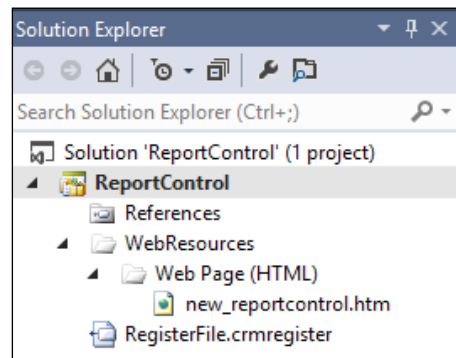 Solution Explorer
Search Solution Explorer (Ctrl+;)
Solution 'ReportControl' (1 project)
ReportControl
References
WebResources
Web Page (HTML)
new_reportcontrol.htm
RegisterFile.crmregister